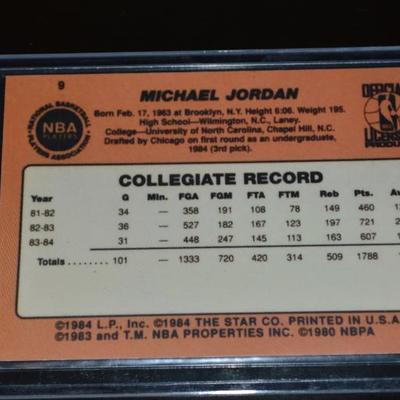 9
MICHAEL JORDAN
Born Feb. 17, 1963 at Brooklyn, N.Y. Height 6:06. Weight 195.
High School—Wilmington, N.C., Laney.
College—University of North Carolina, Chapel Hill, N.C.
Drafted by Chicago on first round as an undergraduate,
1984 (3rd pick).
NATIONAL BASKETBALL
NBA
PLAYERS
PLAYERS ASSOCIATION
OFFICIAL
NBA
LICENSED
PRODUCT
COLLEGIATE RECORD
Year G Min. FGA FGM FTA FTM Reb Pts.
81-82 34 — 358 191 108 78 149 460
82-83 36 — 527 182 167 123 197 721
83-84 31 — 448 247 145 113 163 607
Totals 101 — 1333 720 420 314 509 1788
©1984 L.P., Inc. ©1984 THE STAR CO. PRINTED IN U.S.A.
©1983 and T.M. NBA PROPERTIES INC. ©1980 NBPA